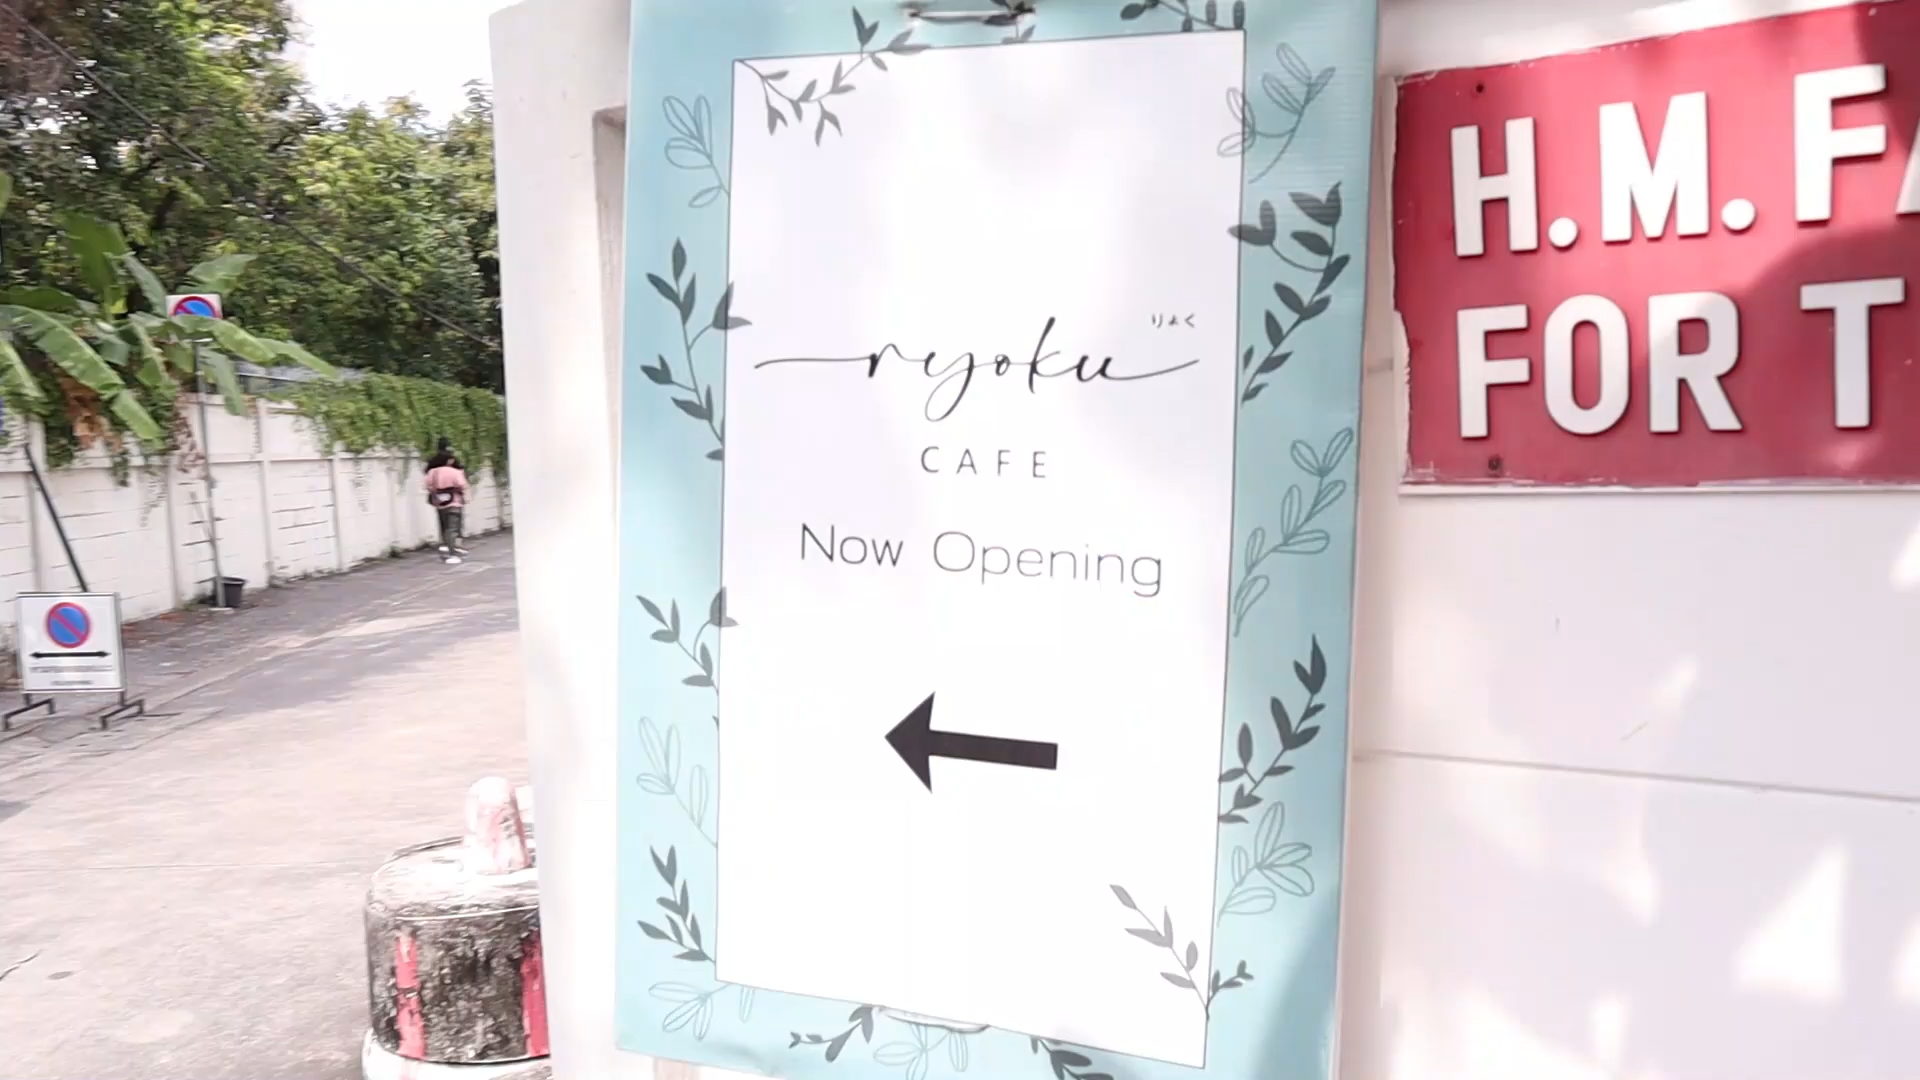 りょく
ryoku
CAFE
Now Opening
H.M. FA
FOR T